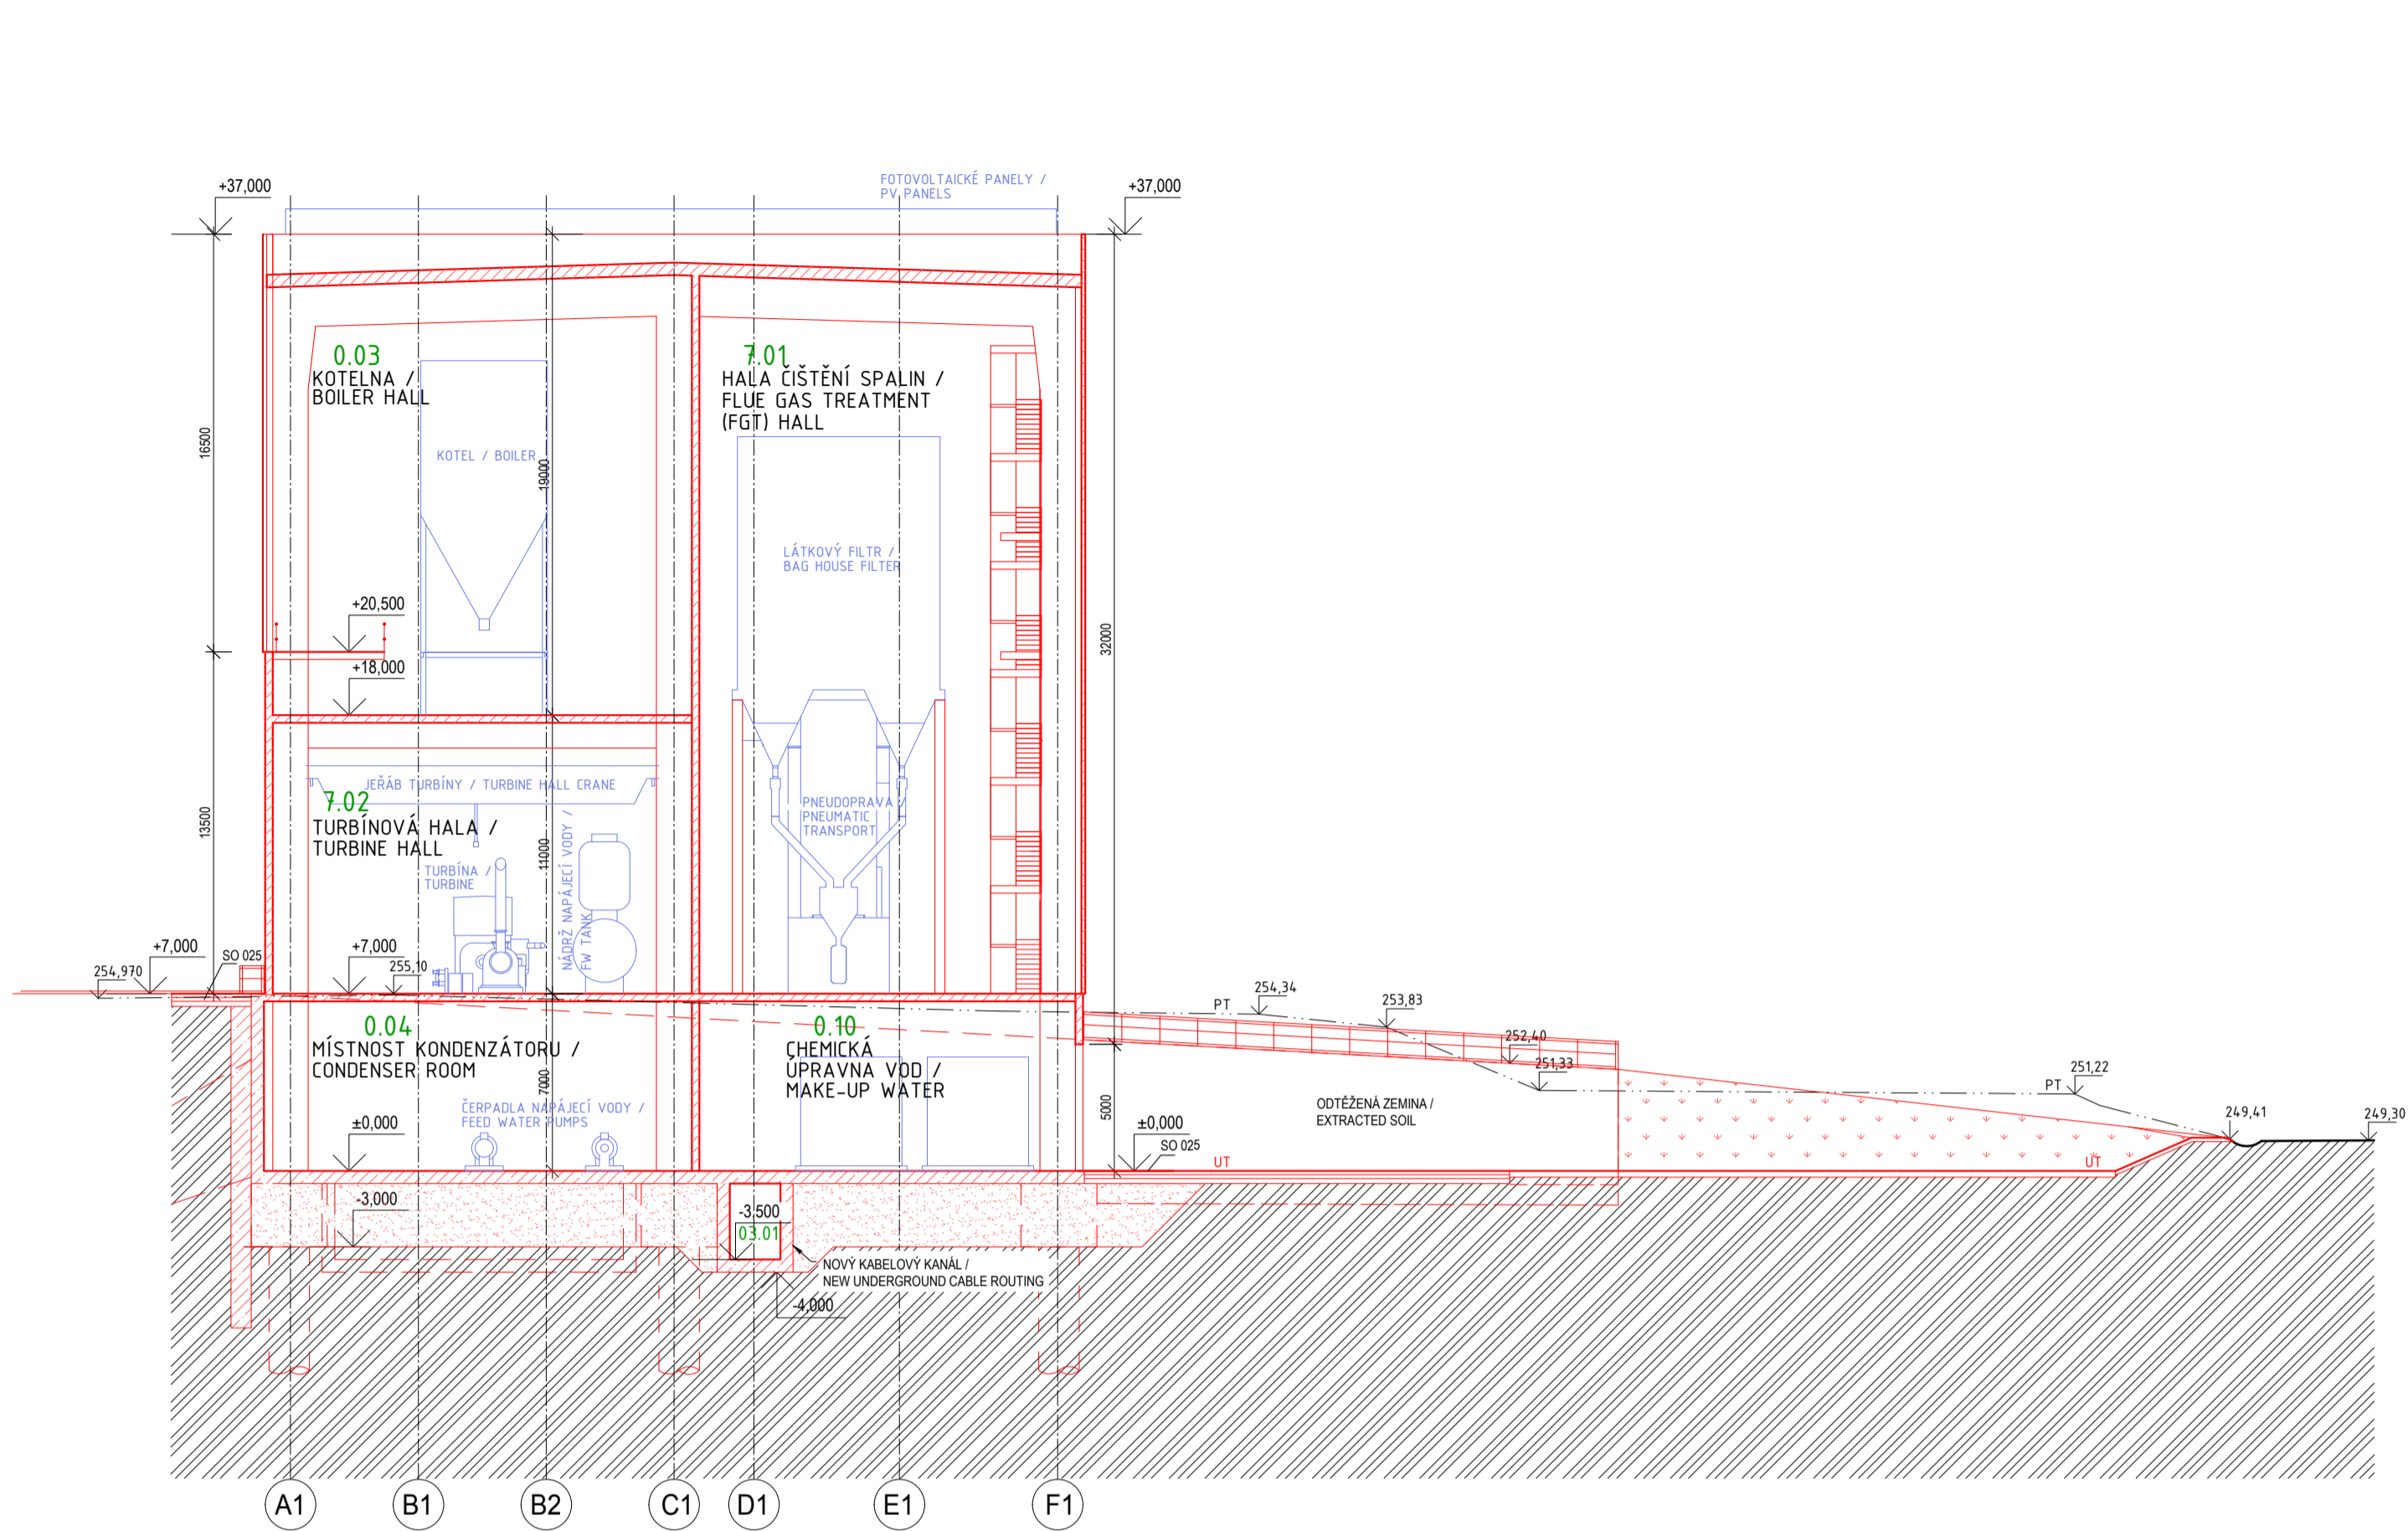 FOTOVOLTAICKÉ PANELY /
PV PANELS
+37,000
+37,000
0.03
KOTELNA /
BOILER HALL
7.01
HALA ČIŠTĚNÍ SPALIN /
FLUE GAS TREATMENT
(FGT) HALL
16500
KOTEL / BOILER
19000
LÁTKOVÝ FILTR /
BAG HOUSE FILTER
+20,500
32000
+18,000
JEŘÁB TURBÍNY / TURBINE HALL CRANE
7.02
TURBÍNOVÁ HALA /
TURBINE HALL
13500
11000
PNEUDOPRAVA /
PNEUMATIC
TRANSPORT
TURBÍNA /
TURBINE
NÁDRŽ NAPÁJECÍ VODY /
FW TANK
+7,000
SO 025
+7,000
254,970
255,10
PT
254,34
253,83
0.04
MÍSTNOST KONDENZÁTORU /
CONDENSER ROOM
0.10
CHEMICKÁ
ÚPRAVNA VOD /
MAKE-UP WATER
252,40
251,33
251,22
PT
7000
5000
ČERPADLA NAPÁJECÍ VODY /
FEED WATER PUMPS
ODTĚŽENÁ ZEMINA /
EXTRACTED SOIL
249,41
249,30
±0,000
±0,000
SO 025
UT
UT
-3,000
-3.500
03.01
NOVÝ KABELOVÝ KANÁL /
NEW UNDERGROUND CABLE ROUTING
-4,000
A1
B1
B2
C1
D1
E1
F1